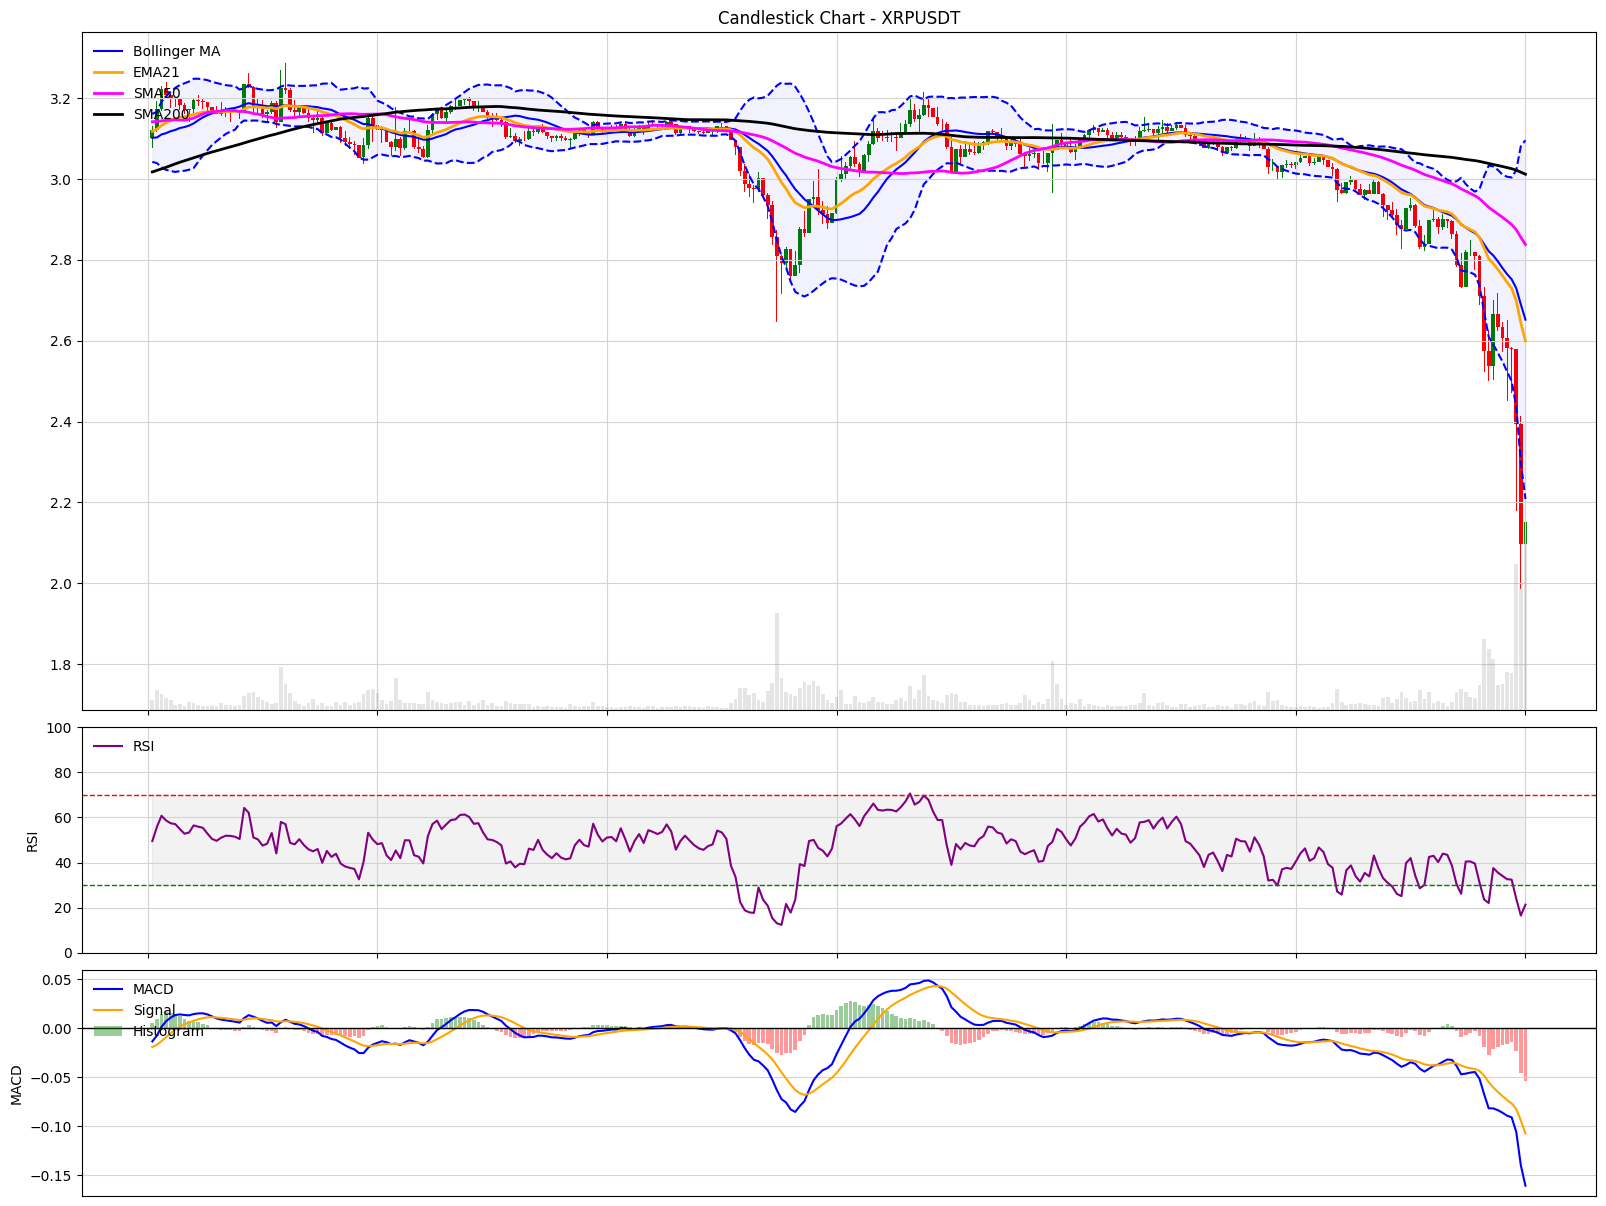 Candlestick Chart - XRPUSDT
Bollinger MA
EMA21
SMA50
SMA200
3.2
3.0
2.8
2.6
2.4
2.2
2.0
1.8
RSI
100
80
60
40
20
0
RSI
MACD
Signal
Histogram
0.05
0.00
−0.05
−0.10
−0.15
MACD